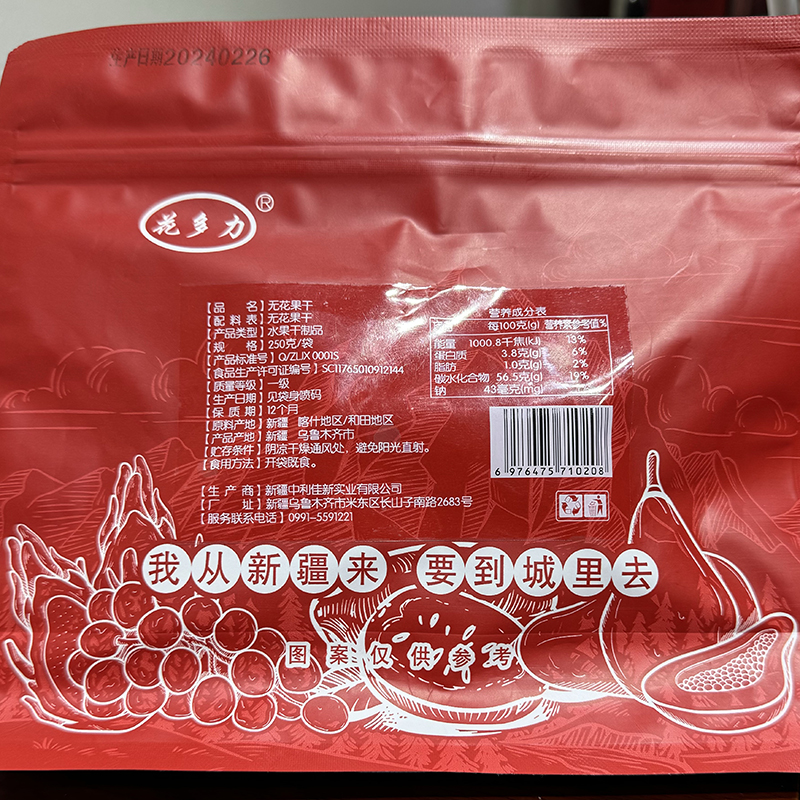 生产日期20240226
花多力®
【品 名】无花果干
【配 料 表】无花果干
【产品类型】水果干制品
【规 格】250克/袋
【产品标准号】Q/ZLJX 0001S
【食品生产许可证编号】SC11765010912144
【质量等级】一级
【生产日期】见袋身喷码
【保 质 期】12个月
【原料产地】新疆 喀什地区/和田地区
【产品产地】新疆 乌鲁木齐市
【贮存条件】阴凉干燥通风处，避免阳光直射。
【食用方法】开袋既食。
【生 产 商】新疆中利佳新实业有限公司
【厂 址】新疆乌鲁木齐市米东区长山子南路2683号
【服务联系电话】0991-5591221
营养成分表
每100克(g) 营养素参考值%
能量 1000.8千焦(kJ) 13%
蛋白质 3.8克(g) 6%
脂肪 1.0克(g) 2%
碳水化合物 56.5克(g) 19%
钠 43毫克(mg)
6 976475 710208
我从新疆来 要到城里去
图案仅供参考